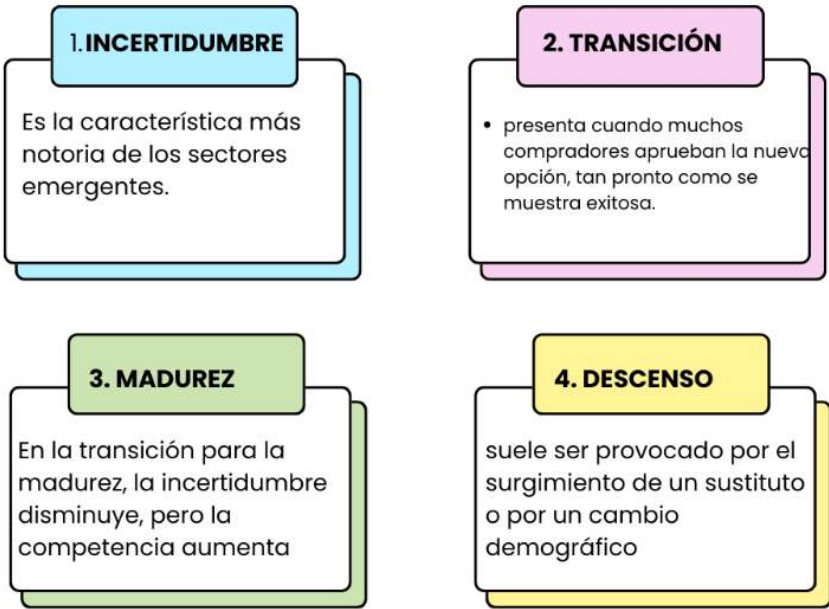 1. INCERTIDUMBRE
Es la característica más
notoria de los sectores
emergentes.
2. TRANSICIÓN
• presenta cuando muchos
compradores aprueban la nueva
opción, tan pronto como se
muestra exitosa.
3. MADUREZ
En la transición para la
madurez, la incertidumbre
disminuye, pero la
competencia aumenta
4. DESCENSO
suele ser provocado por el
surgimiento de un sustituto
o por un cambio
demográfico